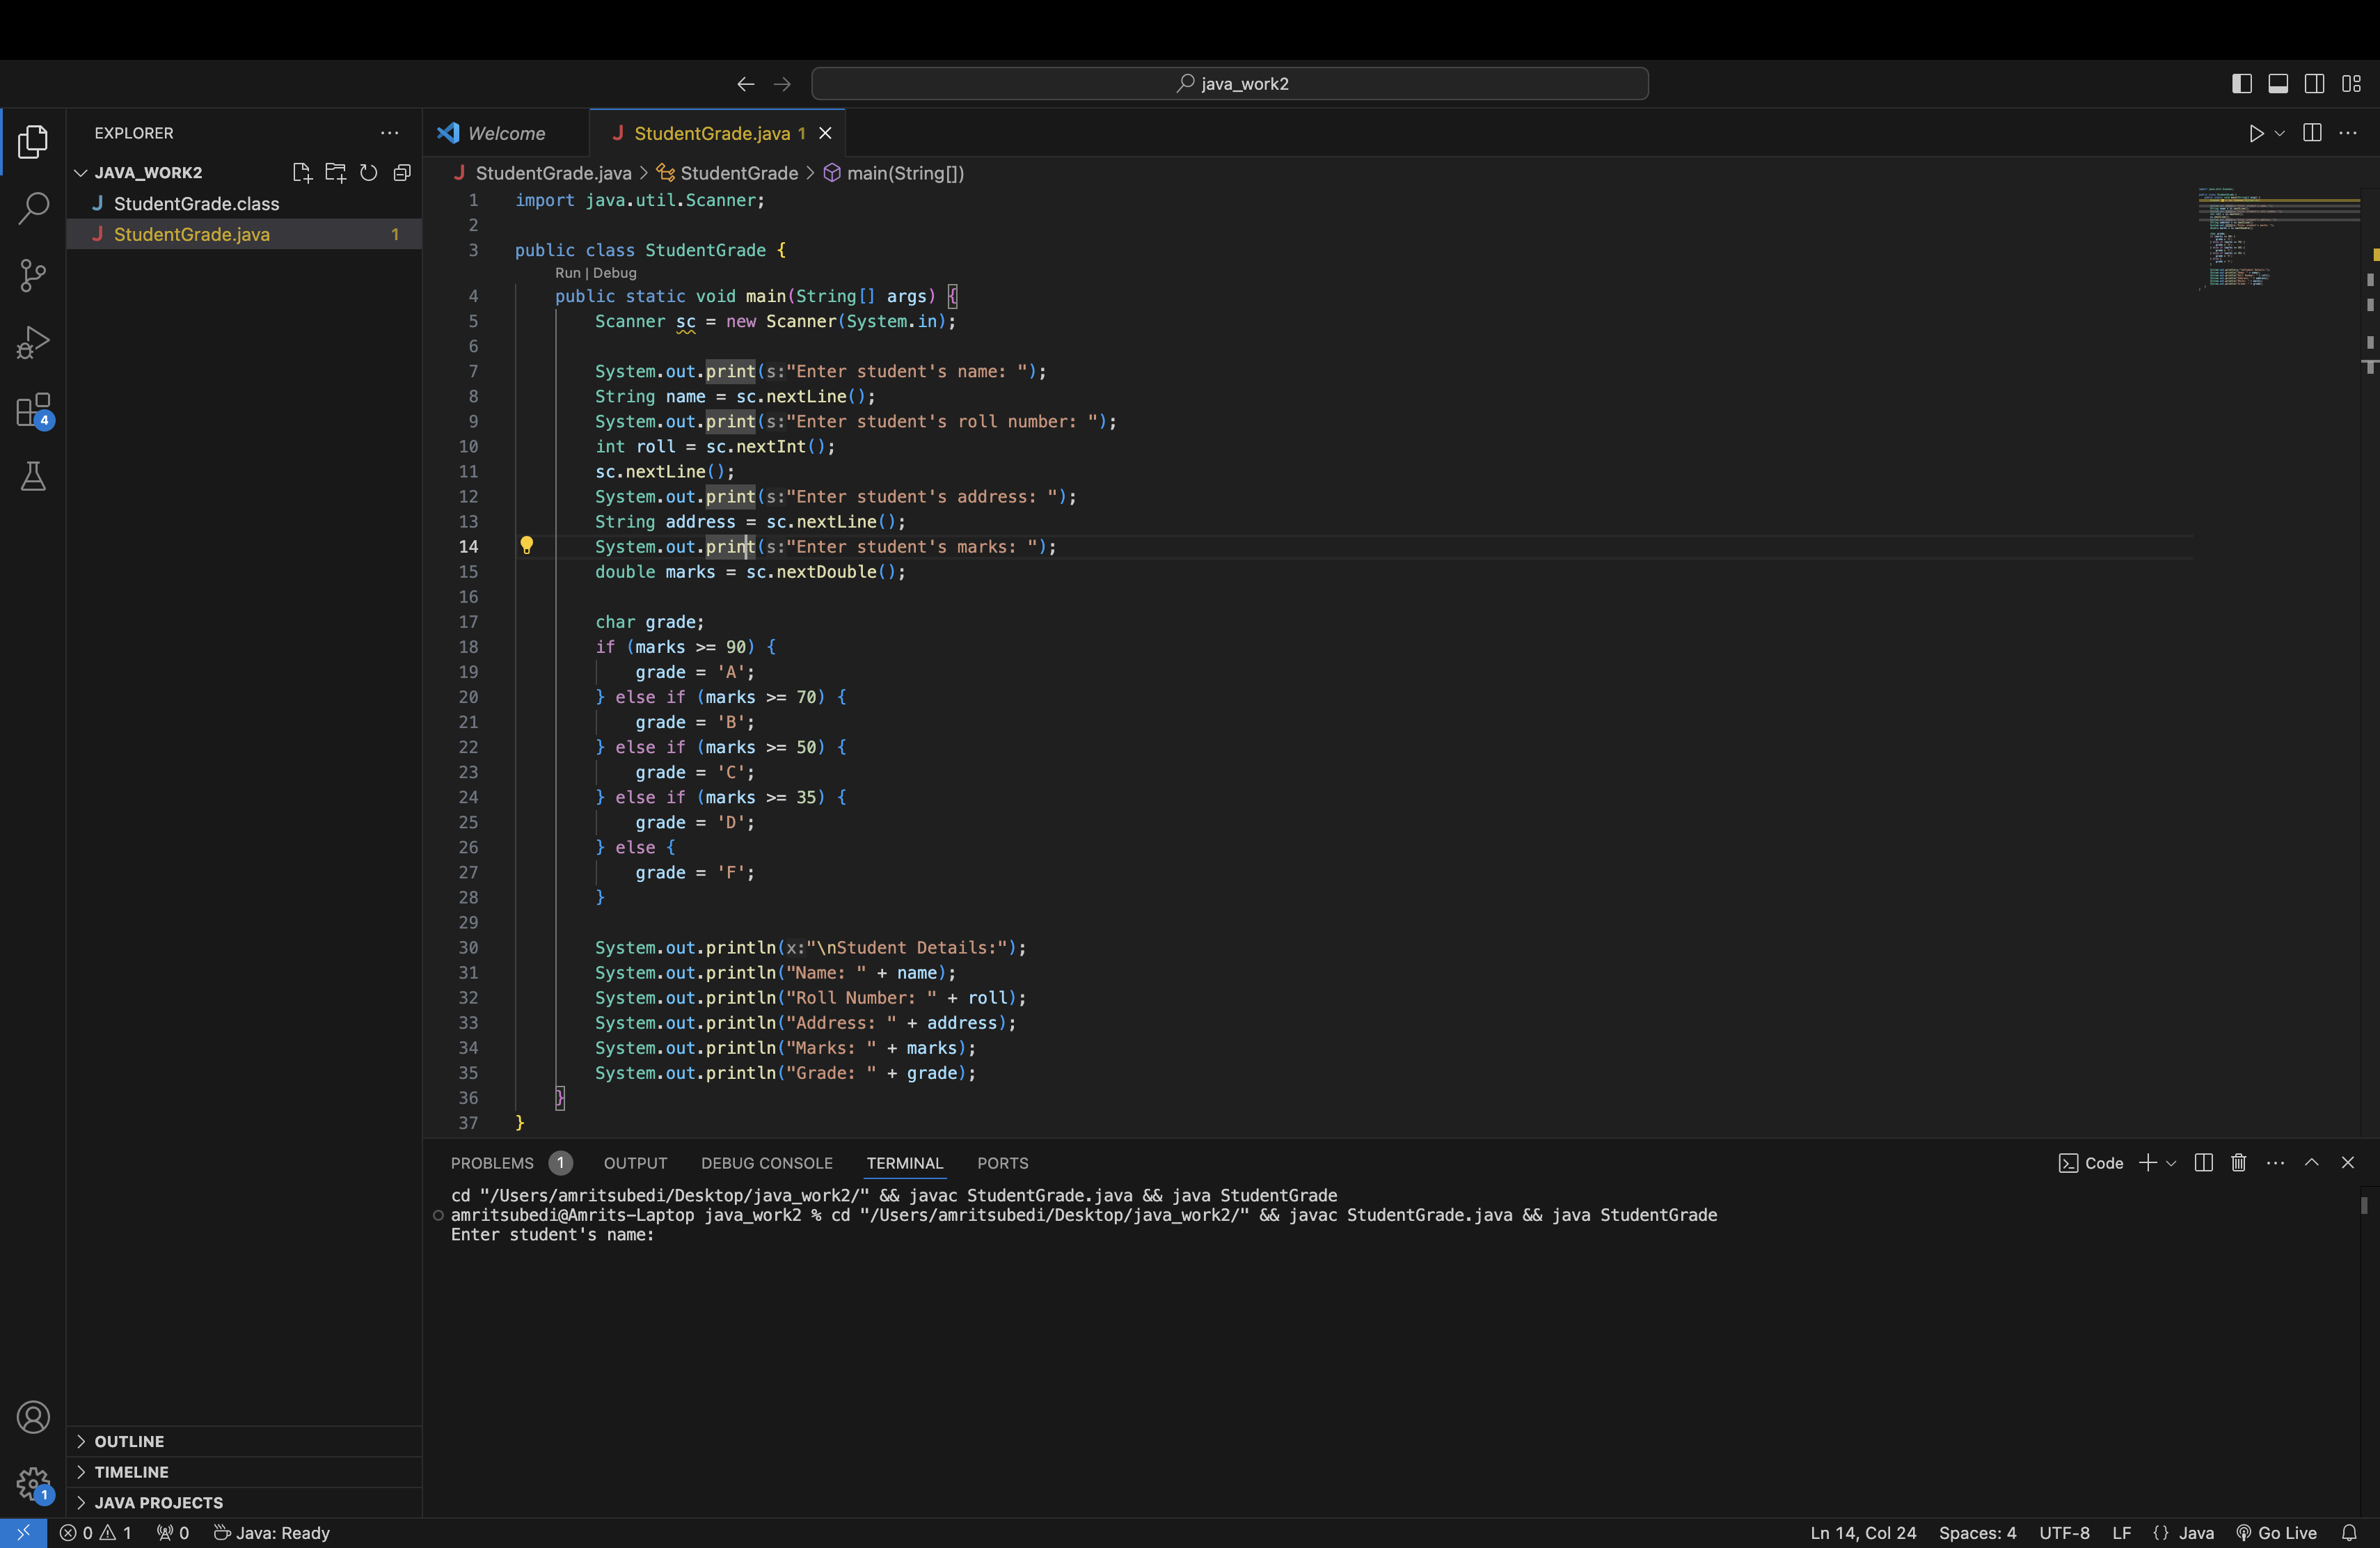 java_work2
EXPLORER
Welcome
StudentGrade.java 1
JAVA_WORK2
StudentGrade.java > StudentGrade > main(String[])
StudentGrade.class
StudentGrade.java 1
1 import java.util.Scanner;
2
3 public class StudentGrade {
Run | Debug
4 public static void main(String[] args) {
5 Scanner sc = new Scanner(System.in);
6
7 System.out.print(s:"Enter student's name: ");
8 String name = sc.nextLine();
9 System.out.print(s:"Enter student's roll number: ");
10 int roll = sc.nextInt();
11 sc.nextLine();
12 System.out.print(s:"Enter student's address: ");
13 String address = sc.nextLine();
14 System.out.print(s:"Enter student's marks: ");
15 double marks = sc.nextDouble();
16
17 char grade;
18 if (marks >= 90) {
19 grade = 'A';
20 } else if (marks >= 70) {
21 grade = 'B';
22 } else if (marks >= 50) {
23 grade = 'C';
24 } else if (marks >= 35) {
25 grade = 'D';
26 } else {
27 grade = 'F';
28 }
29
30 System.out.println(x:"\nStudent Details:");
31 System.out.println("Name: " + name);
32 System.out.println("Roll Number: " + roll);
33 System.out.println("Address: " + address);
34 System.out.println("Marks: " + marks);
35 System.out.println("Grade: " + grade);
36 }
37 }
4
PROBLEMS 1 OUTPUT DEBUG CONSOLE TERMINAL PORTS
Code
cd "/Users/amritsubedi/Desktop/java_work2/" && javac StudentGrade.java && java StudentGrade
amritsubedi@Amrits-Laptop java_work2 % cd "/Users/amritsubedi/Desktop/java_work2/" && javac StudentGrade.java && java StudentGrade
Enter student's name:
OUTLINE
TIMELINE
JAVA PROJECTS
1
0 1 0 Java: Ready
Ln 14, Col 24 Spaces: 4 UTF-8 LF {} Java Go Live